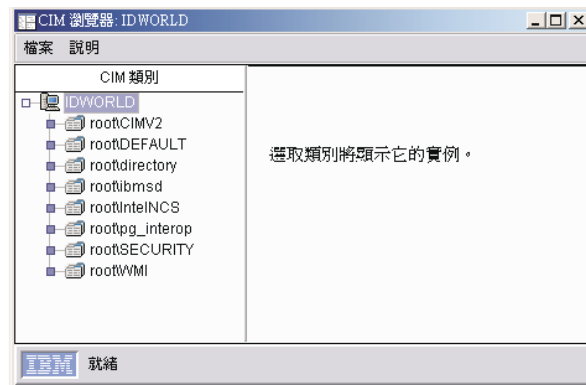 CIM 瀏覽器: IDWORLD
檔案 說明
CIM 類別
IDWORLD
root\CIMV2
root\DEFAULT
root\directory
root\ibmsd
root\IntelNCS
root\pg_interop
root\SECURITY
root\WMI
選取類別將顯示它的實例。
IBM 就緒